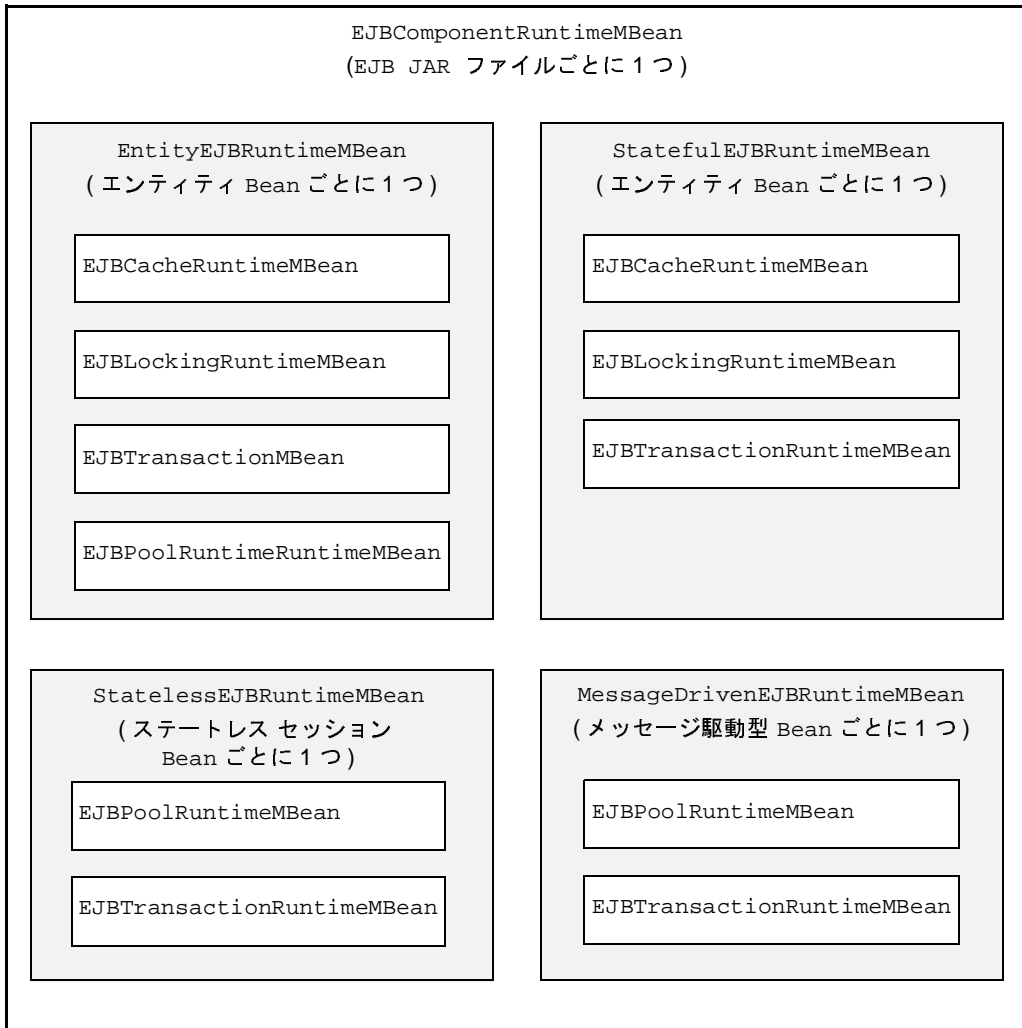 EJBComponentRuntimeMBean
(EJB JAR ファイルごとに 1 つ )
EntityEJBRuntimeMBean
( エンティティ Bean ごとに 1 つ )
EJBCacheRuntimeMBean
EJBLockingRuntimeMBean
EJBTransactionMBean
EJBPoolRuntimeRuntimeMBean
StatefulEJBRuntimeMBean
( エンティティ Bean ごとに 1 つ )
EJBCacheRuntimeMBean
EJBLockingRuntimeMBean
EJBTransactionRuntimeMBean
StatelessEJBRuntimeMBean
( ステートレス セッション
Bean ごとに 1 つ )
EJBPoolRuntimeMBean
EJBTransactionRuntimeMBean
MessageDrivenEJBRuntimeMBean
( メッセージ駆動型 Bean ごとに 1 つ )
EJBPoolRuntimeMBean
EJBTransactionRuntimeMBean